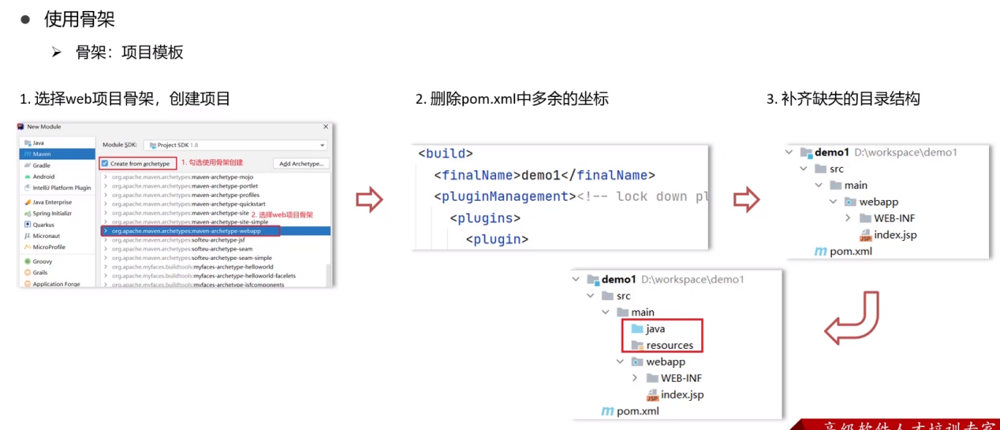 使用骨架
骨架：项目模板
1. 选择web项目骨架，创建项目
New Module
Java
Maven
Gradle
Android
IntelliJ Platform Plugin
Java Enterprise
Spring Initializr
Quarkus
Micronaut
MicroProfile
Groovy
Grails
Application Forge
Module SDK:
Project SDK 1.8
Create from archetype
1. 勾选使用骨架创建
Add Archetype...
org.apache.maven.archetypes:maven-archetype-mojo
org.apache.maven.archetypes:maven-archetype-portlet
org.apache.maven.archetypes:maven-archetype-profiles
org.apache.maven.archetypes:maven-archetype-quickstart
org.apache.maven.archetypes:maven-archetype-site
2. 选择web项目骨架
org.apache.maven.archetypes:maven-archetype-site-simple
org.apache.maven.archetypes:maven-archetype-webapp
org.apache.maven.archetypes:softeu-archetype-jsf
org.apache.maven.archetypes:softeu-archetype-seam
org.apache.maven.archetypes:softeu-archetype-seam-simple
org.apache.myfaces.buildtools:myfaces-archetype-helloworld
org.apache.myfaces.buildtools:myfaces-archetype-helloworld-facelets
org.apache.myfaces.buildtools:myfaces-archetype-jsfcomponents
2. 删除pom.xml中多余的坐标
<build>
<finalName>demo1</finalName>
<pluginManagement><!-- lock down pl
<plugins>
<plugin>
3. 补齐缺失的目录结构
demo1 D:\workspace\demo1
src
main
webapp
WEB-INF
index.jsp
pom.xml
demo1 D:\workspace\demo1
src
main
java
resources
webapp
WEB-INF
index.jsp
pom.xml
高级软件人才培训专家